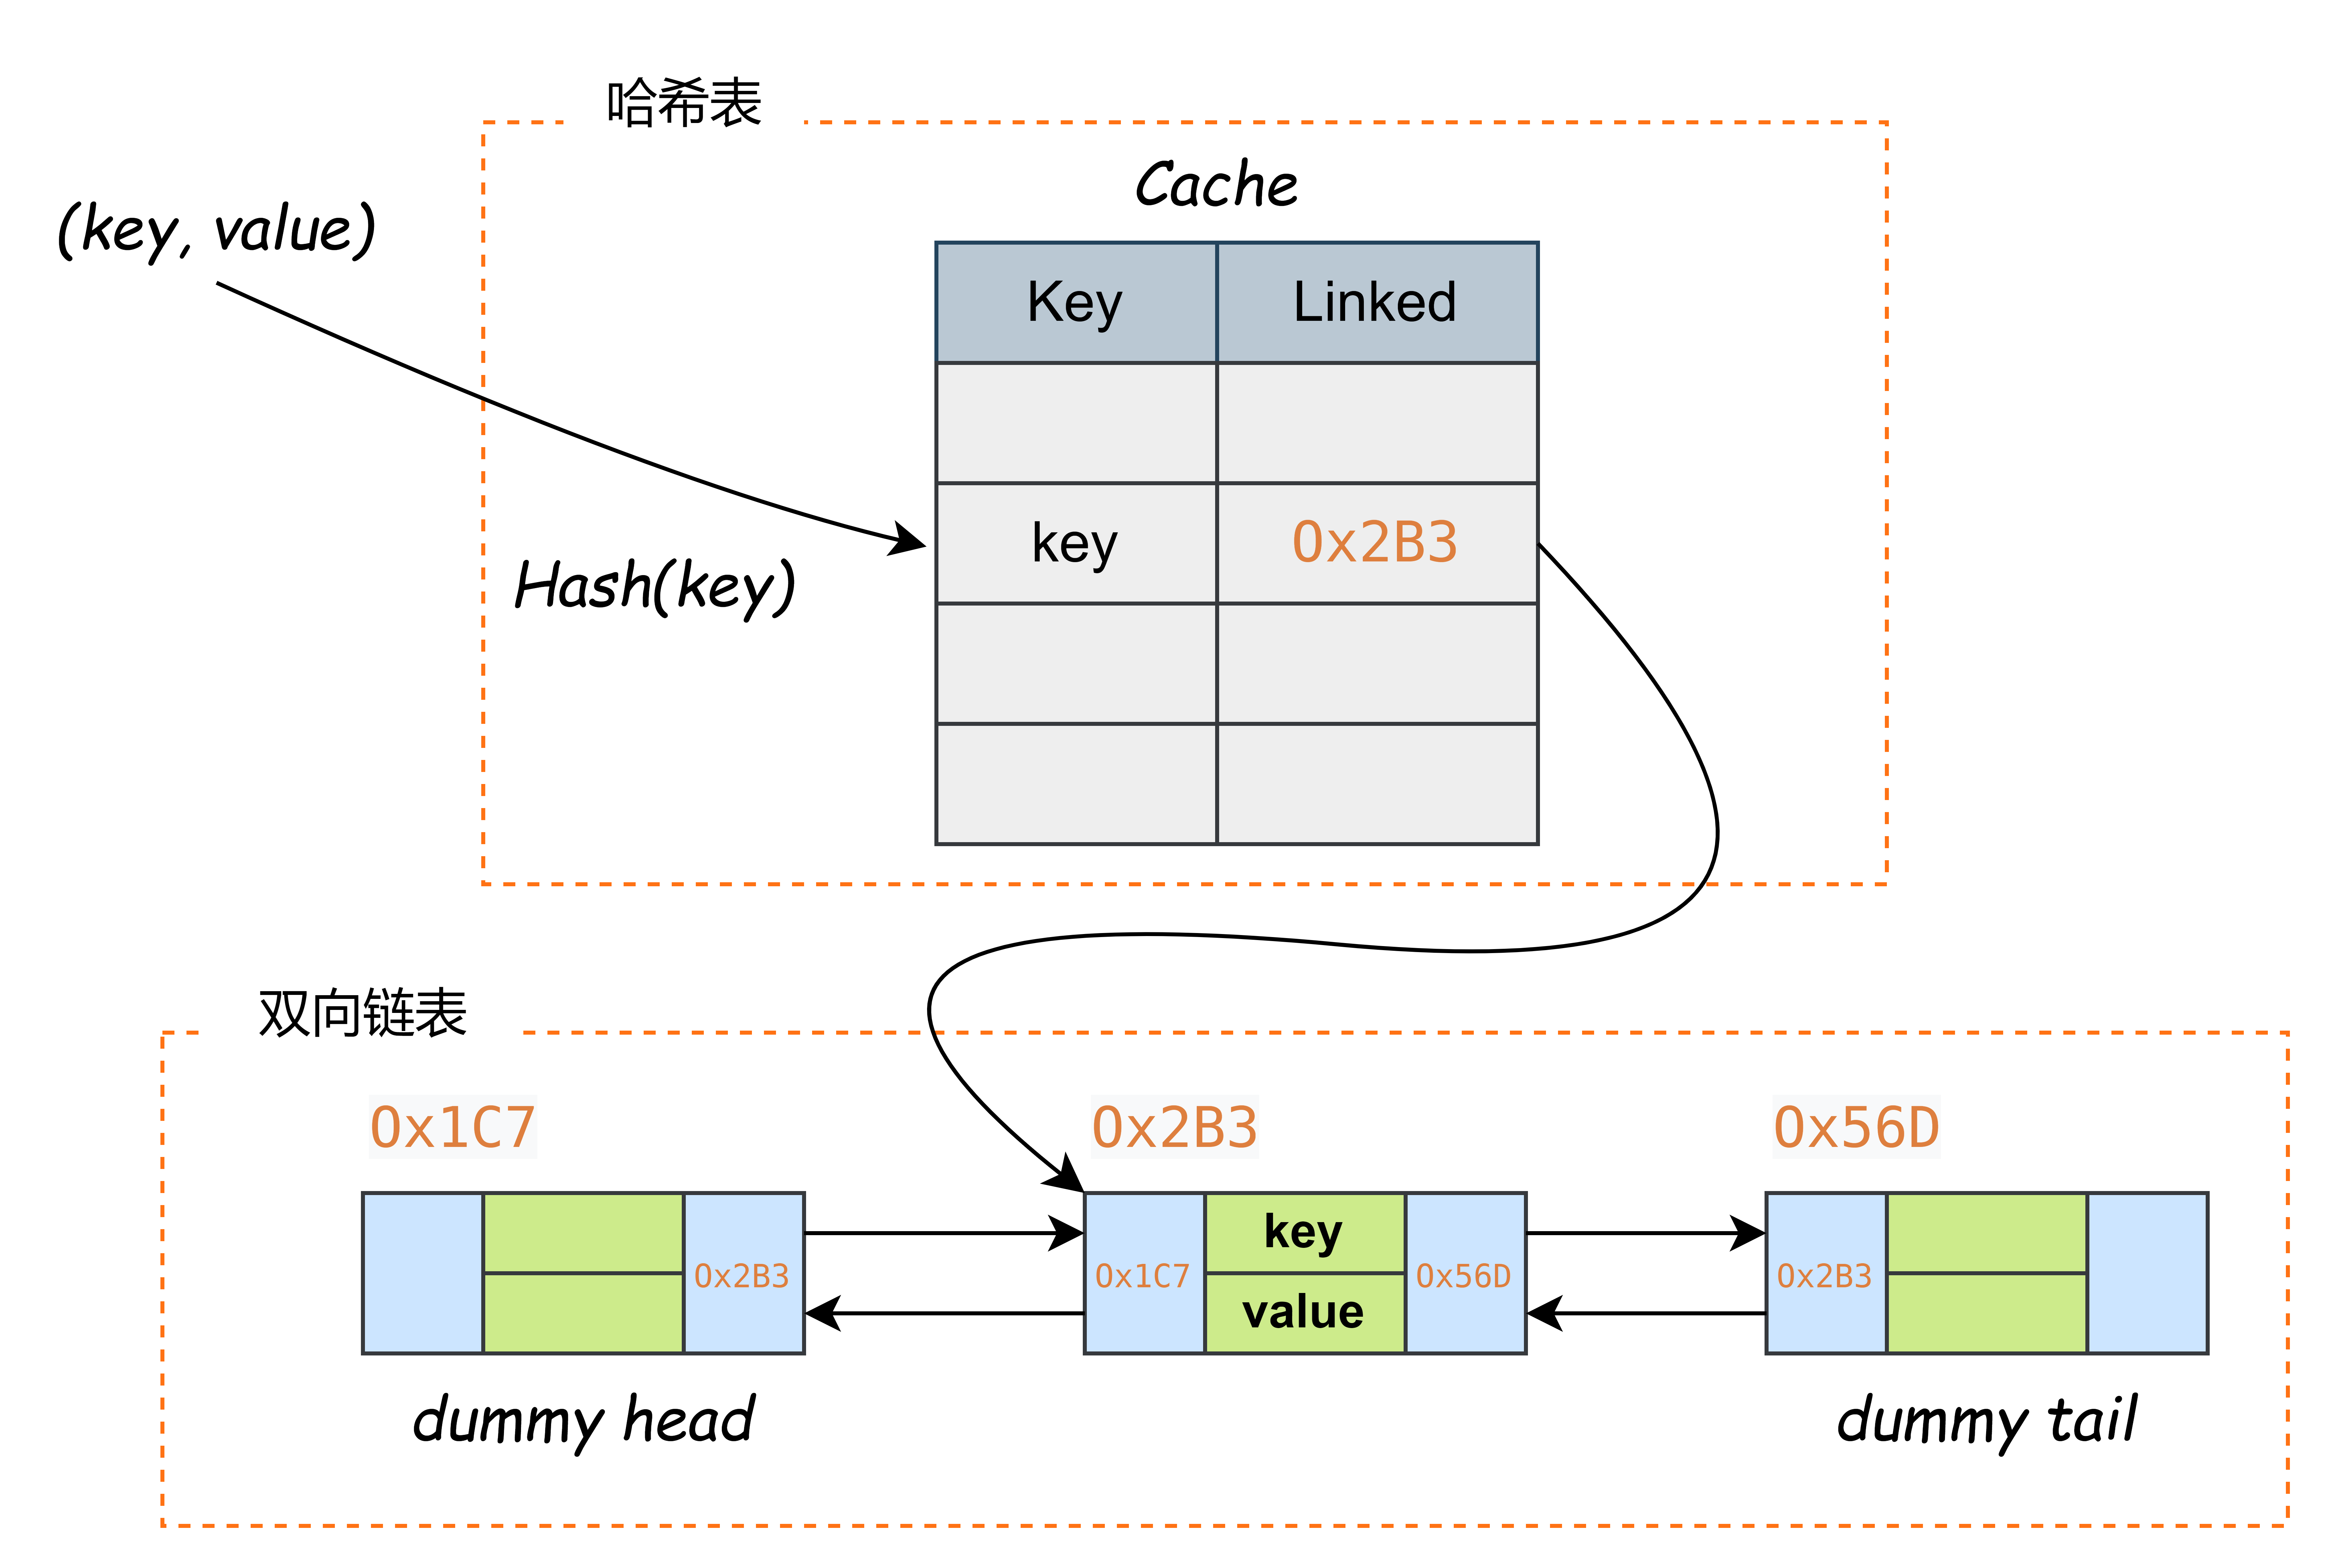 哈希表
Cache
(key, value)
Key Linked
key 0x2B3
Hash(key)
双向链表
0x1C7 0x2B3 0x56D
key
0x2B3 0x1C7 0x56D 0x2B3
value
dummy head dummy tail